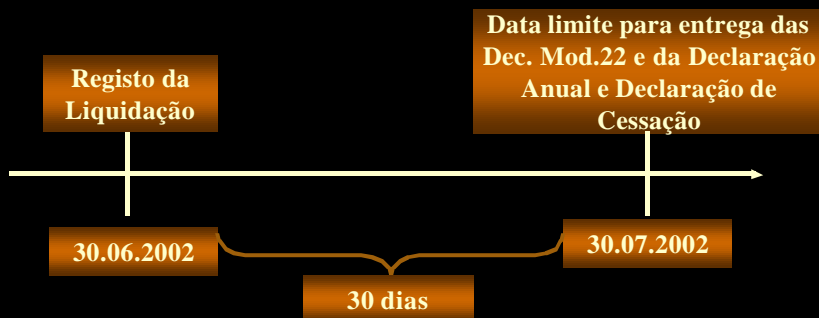 Registo da
Liquidação
Data limite para entrega das
Dec. Mod.22 e da Declaração
Anual e Declaração de
Cessação
30.06.2002
30.07.2002
30 dias